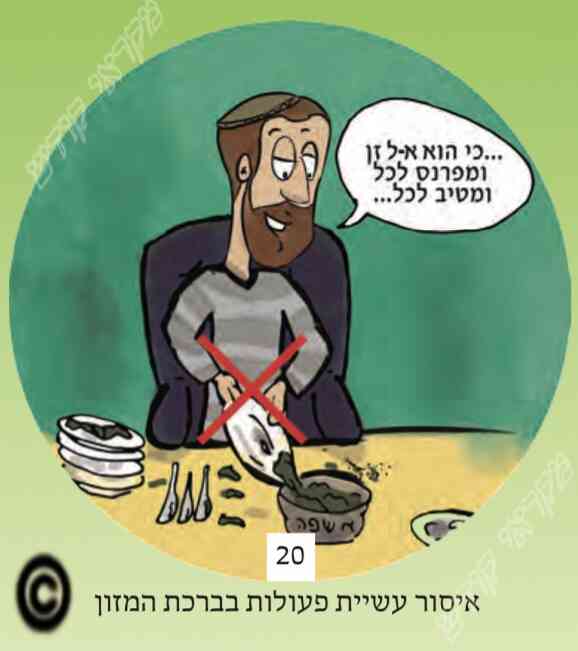 ...כי הוא א-ל זן
ומפרנס לכל
ומטיב לכל...
אשפה
20
©
איסור עשיית פעולות בברכת המזון